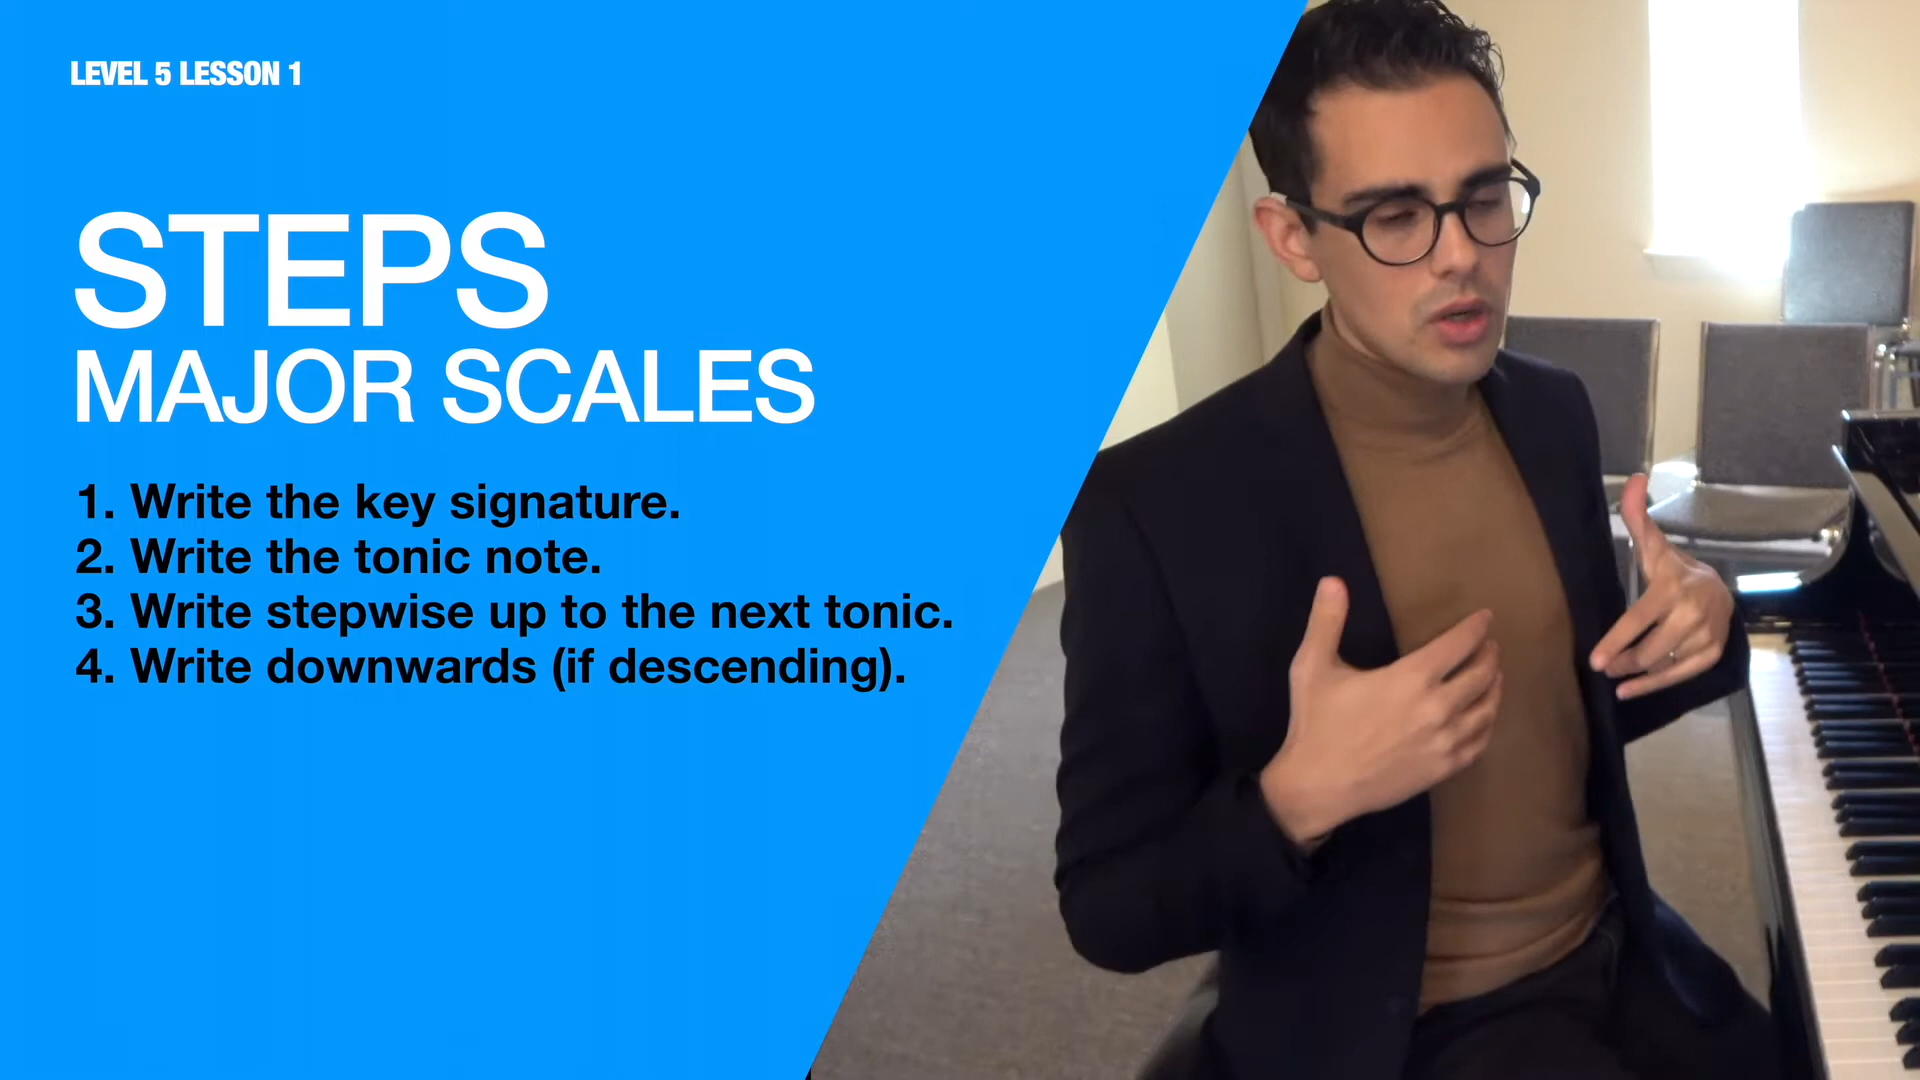 LEVEL 5 LESSON 1
STEPS
MAJOR SCALES
1. Write the key signature.
2. Write the tonic note.
3. Write stepwise up to the next tonic.
4. Write downwards (if descending).